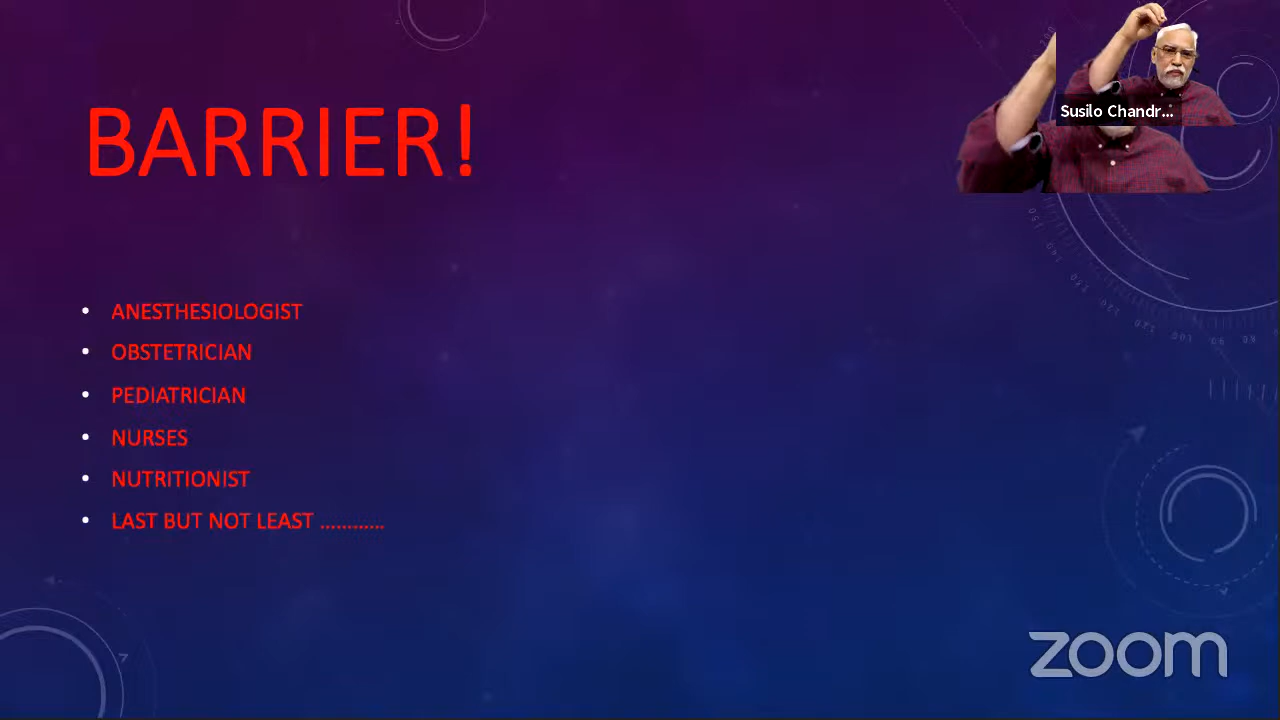 Susilo Chandr...
BARRIER!
• ANESTHESIOLOGIST
• OBSTETRICIAN
• PEDIATRICIAN
• NURSES
• NUTRITIONIST
• LAST BUT NOT LEAST ............
zoom